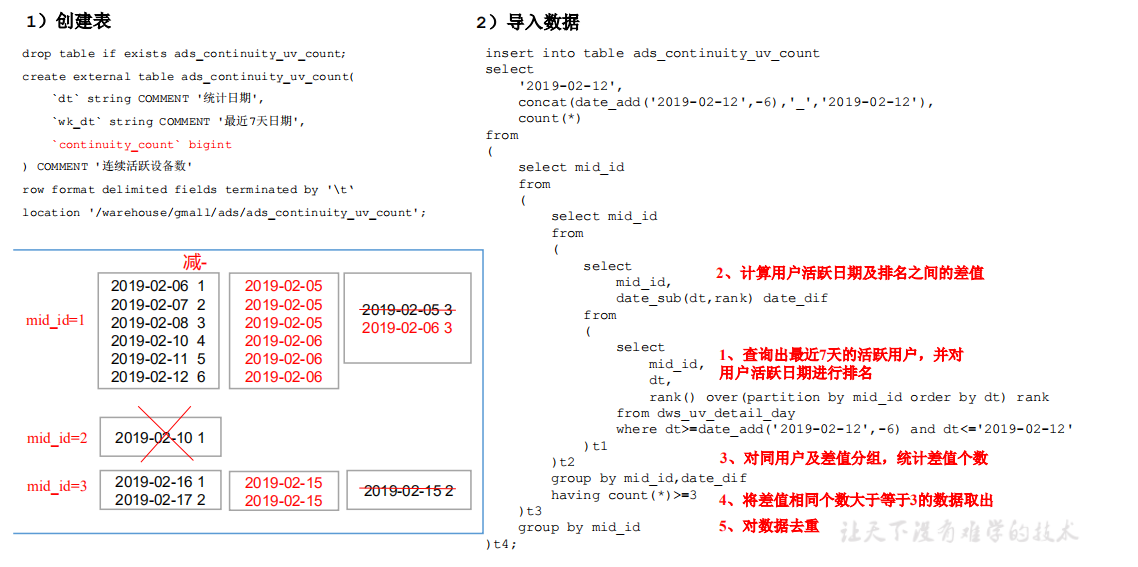 1）创建表
drop table if exists ads_continuity_uv_count;
create external table ads_continuity_uv_count(
`dt` string COMMENT '统计日期',
`wk_dt` string COMMENT '最近7天日期',
`continuity_count` bigint
) COMMENT '连续活跃设备数'
row format delimited fields terminated by '\t'
location '/warehouse/gmall/ads/ads_continuity_uv_count';
减-
mid_id=1
2019-02-06 1
2019-02-07 2
2019-02-08 3
2019-02-10 4
2019-02-11 5
2019-02-12 6
2019-02-05
2019-02-05
2019-02-05
2019-02-06
2019-02-06
2019-02-06
2019-02-05 3
2019-02-06 3
mid_id=2
2019-02-10 1
mid_id=3
2019-02-16 1
2019-02-17 2
2019-02-15
2019-02-15
2019-02-15 2
2）导入数据
insert into table ads_continuity_uv_count
select
'2019-02-12',
concat(date_add('2019-02-12',-6),'_','2019-02-12'),
count(*)
from
(
select mid_id
from
(
select mid_id
from
(
select
mid_id,
date_sub(dt,rank) date_dif
2、计算用户活跃日期及排名之间的差值
from
(
select
mid_id,
dt,
rank() over(partition by mid_id order by dt) rank
1、查询出最近7天的活跃用户，并对
用户活跃日期进行排名
from dws_uv_detail_day
where dt>=date_add('2019-02-12',-6) and dt<='2019-02-12'
)t1
)t2
3、对同用户及差值分组，统计差值个数
group by mid_id,date_dif
having count(*)>=3
4、将差值相同个数大于等于3的数据取出
)t3
group by mid_id
5、对数据去重
)t4;
让天下没有难学的技术